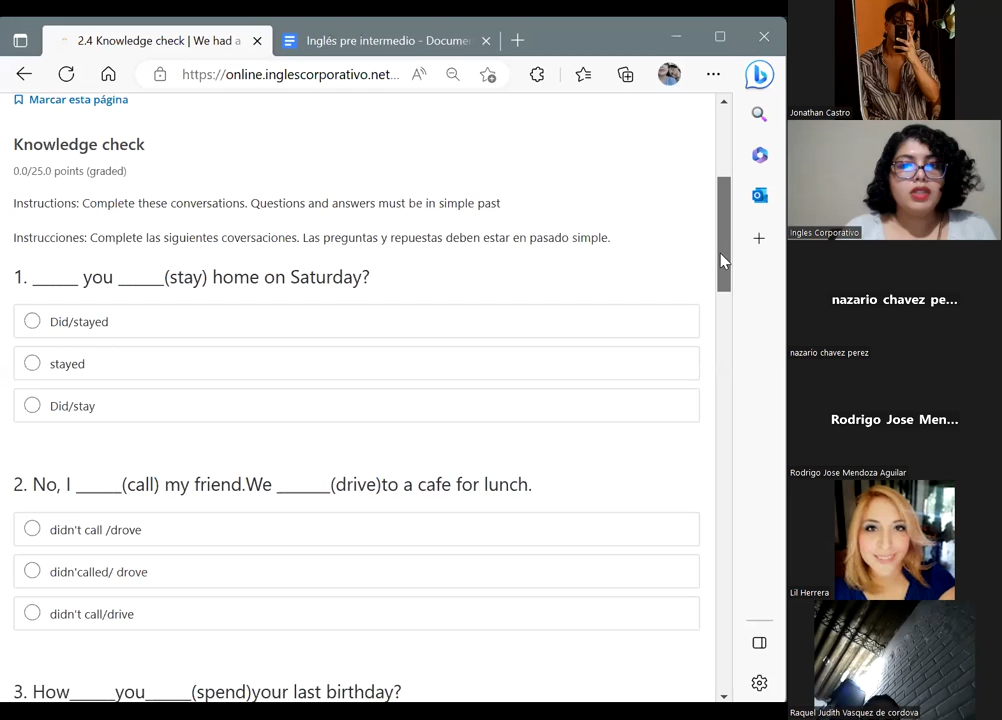 2.4 Knowledge check | We had a
Inglés pre intermedio - Docume
https://online.inglescorporativo.net...
Marcar esta página
Knowledge check
0.0/25.0 points (graded)
Instructions: Complete these conversations. Questions and answers must be in simple past
Instrucciones: Complete las siguientes coversaciones. Las preguntas y repuestas deben estar en pasado simple.
1. ______ you ______(stay) home on Saturday?
Did/stayed
stayed
Did/stay
2. No, I ______(call) my friend.We _______(drive)to a cafe for lunch.
didn't call /drove
didn'called/ drove
didn't call/drive
3. How______you______(spend)your last birthday?
Jonathan Castro
Ingles Corporativo
nazario chavez pe...
nazario chavez perez
Rodrigo Jose Men...
Rodrigo Jose Mendoza Aguilar
Lil Herrera
Raquel Judith Vasquez de cordova